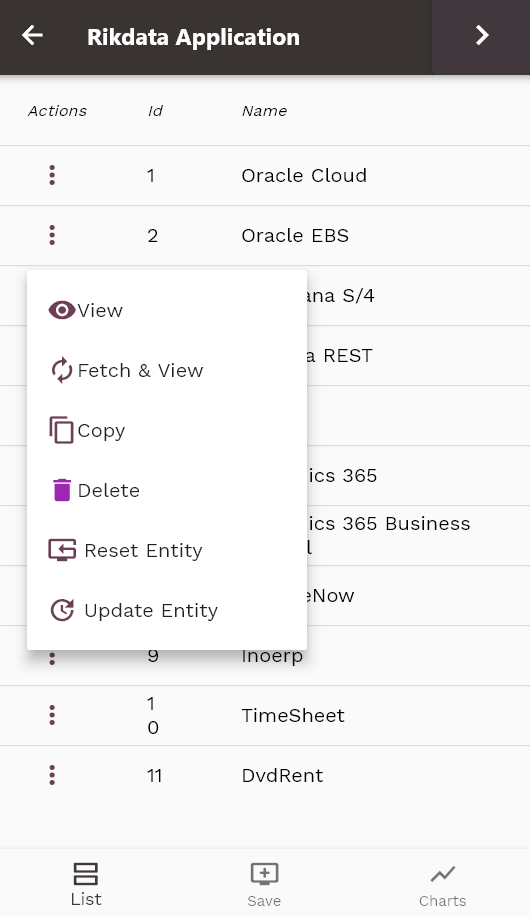 Rikdata Application
Actions Id Name
1 Oracle Cloud
2 Oracle EBS
View
ana S/4
Fetch & View
a REST
Copy
Delete
ics 365
ics 365 Business
Reset Entity
l
Update Entity
eNow
9 Inoerp
1
0
TimeSheet
11 DvdRent
List
Save
Charts